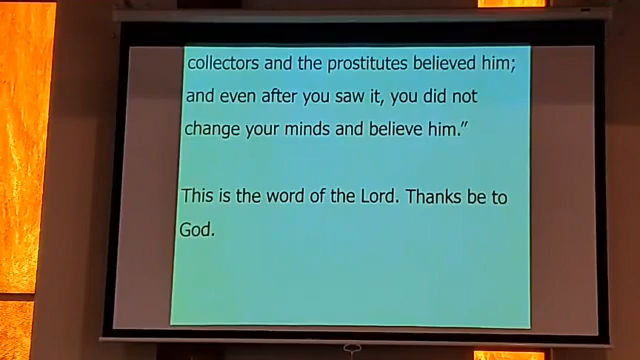 collectors and the prostitutes believed him;
and even after you saw it, you did not
change your minds and believe him.”
This is the word of the Lord. Thanks be to
God.